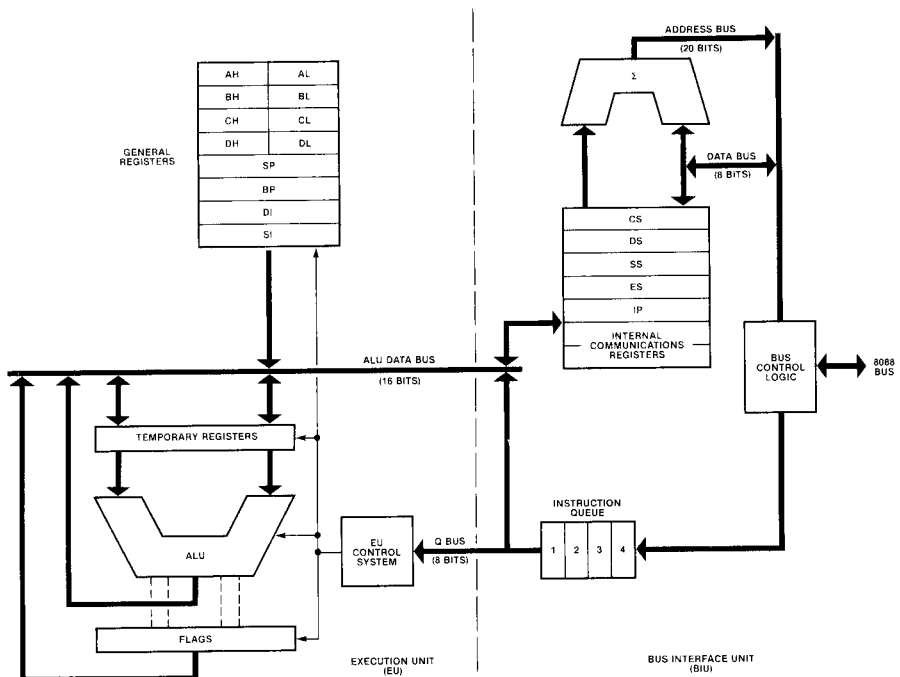 ADDRESS BUS
(20 BITS)
Σ
AH AL
BH BL
CH CL
DH DL
SP
BP
DI
SI
GENERAL
REGISTERS
DATA BUS
(8 BITS)
CS
DS
SS
ES
IP
INTERNAL
COMMUNICATIONS
REGISTERS
BUS
CONTROL
LOGIC
8088
BUS
ALU DATA BUS
(16 BITS)
TEMPORARY REGISTERS
ALU
FLAGS
EU
CONTROL
SYSTEM
Q BUS
(8 BITS)
INSTRUCTION
QUEUE
1 2 3 4
EXECUTION UNIT
(EU)
BUS INTERFACE UNIT
(BIU)